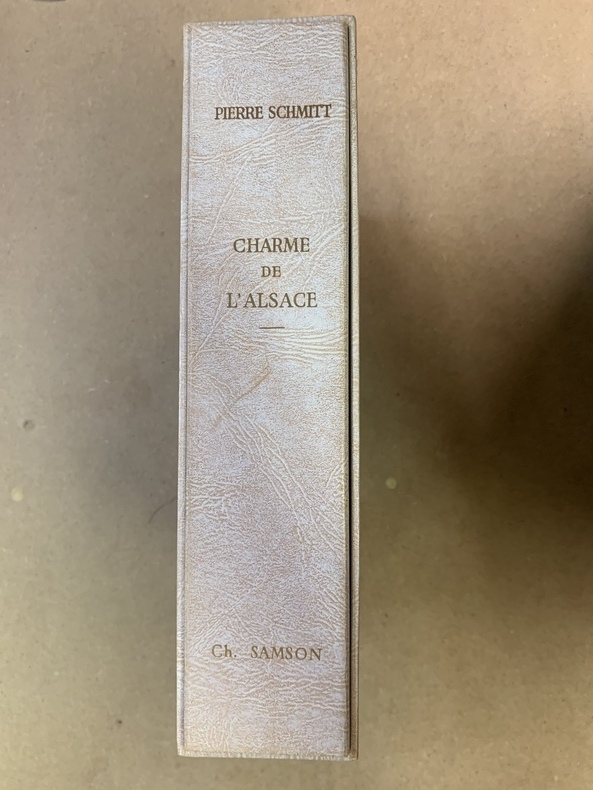 PIERRE SCHMITT
CHARME
DE
L'ALSACE
Ch. SAMSON